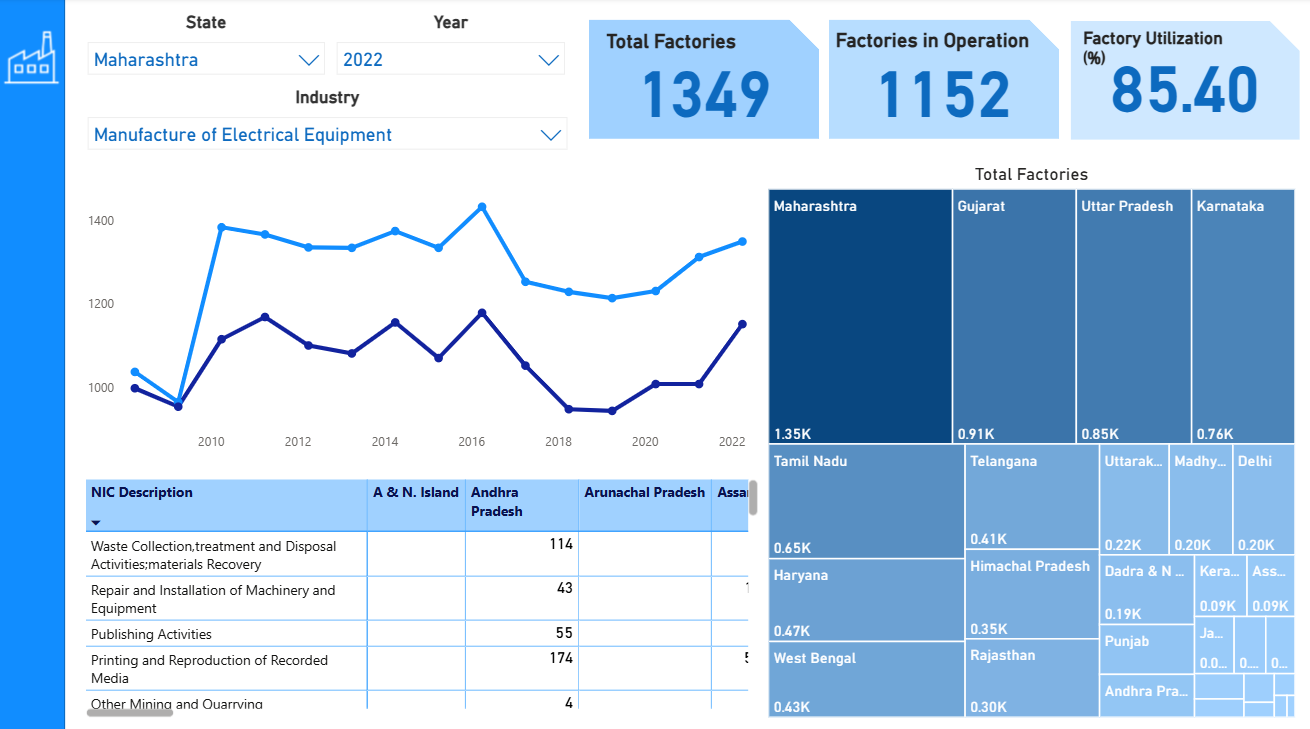 State
Year
Maharashtra
2022
Industry
Manufacture of Electrical Equipment
Total Factories
1349
Factories in Operation
1152
Factory Utilization
(%)
85.40
1400
1200
1000
2010 2012 2014 2016 2018 2020 2022
NIC Description
A & N. Island
Andhra
Pradesh
Arunachal Pradesh
Waste Collection,treatment and Disposal
Activities;materials Recovery
114
Repair and Installation of Machinery and
Equipment
43
Publishing Activities
55
Printing and Reproduction of Recorded
Media
174
Other Mining and Quarrying
4
Total Factories
Maharashtra
1.35K
Gujarat
0.91K
Uttar Pradesh
0.85K
Karnataka
0.76K
Tamil Nadu
0.65K
Haryana
0.47K
West Bengal
0.43K
Telangana
0.41K
Himachal Pradesh
0.35K
Rajasthan
0.30K
Uttarak...
0.22K
Madhy...
0.20K
Delhi
0.20K
Dadra & N ...
0.19K
Punjab
Andhra Pra...
Kera...
0.09K
Ass...
0.09K
Ja...
0.0...
0....
0...